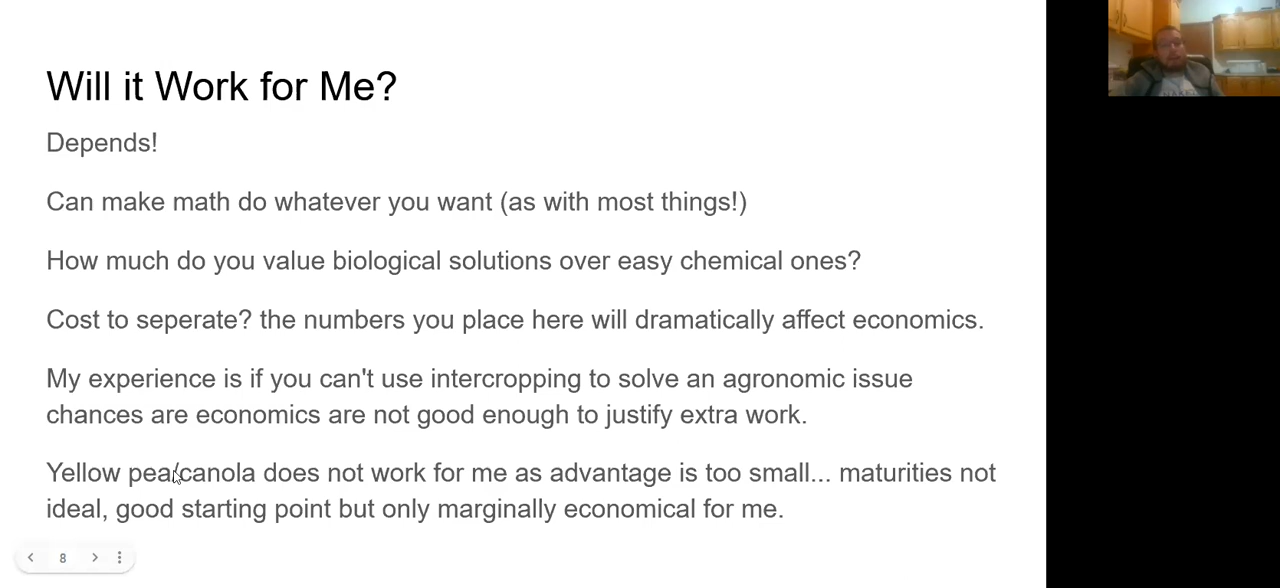 Will it Work for Me?
Depends!
Can make math do whatever you want (as with most things!)
How much do you value biological solutions over easy chemical ones?
Cost to seperate? the numbers you place here will dramatically affect economics.
My experience is if you can't use intercropping to solve an agronomic issue
chances are economics are not good enough to justify extra work.
Yellow pea/canola does not work for me as advantage is too small... maturities not
ideal, good starting point but only marginally economical for me.
8